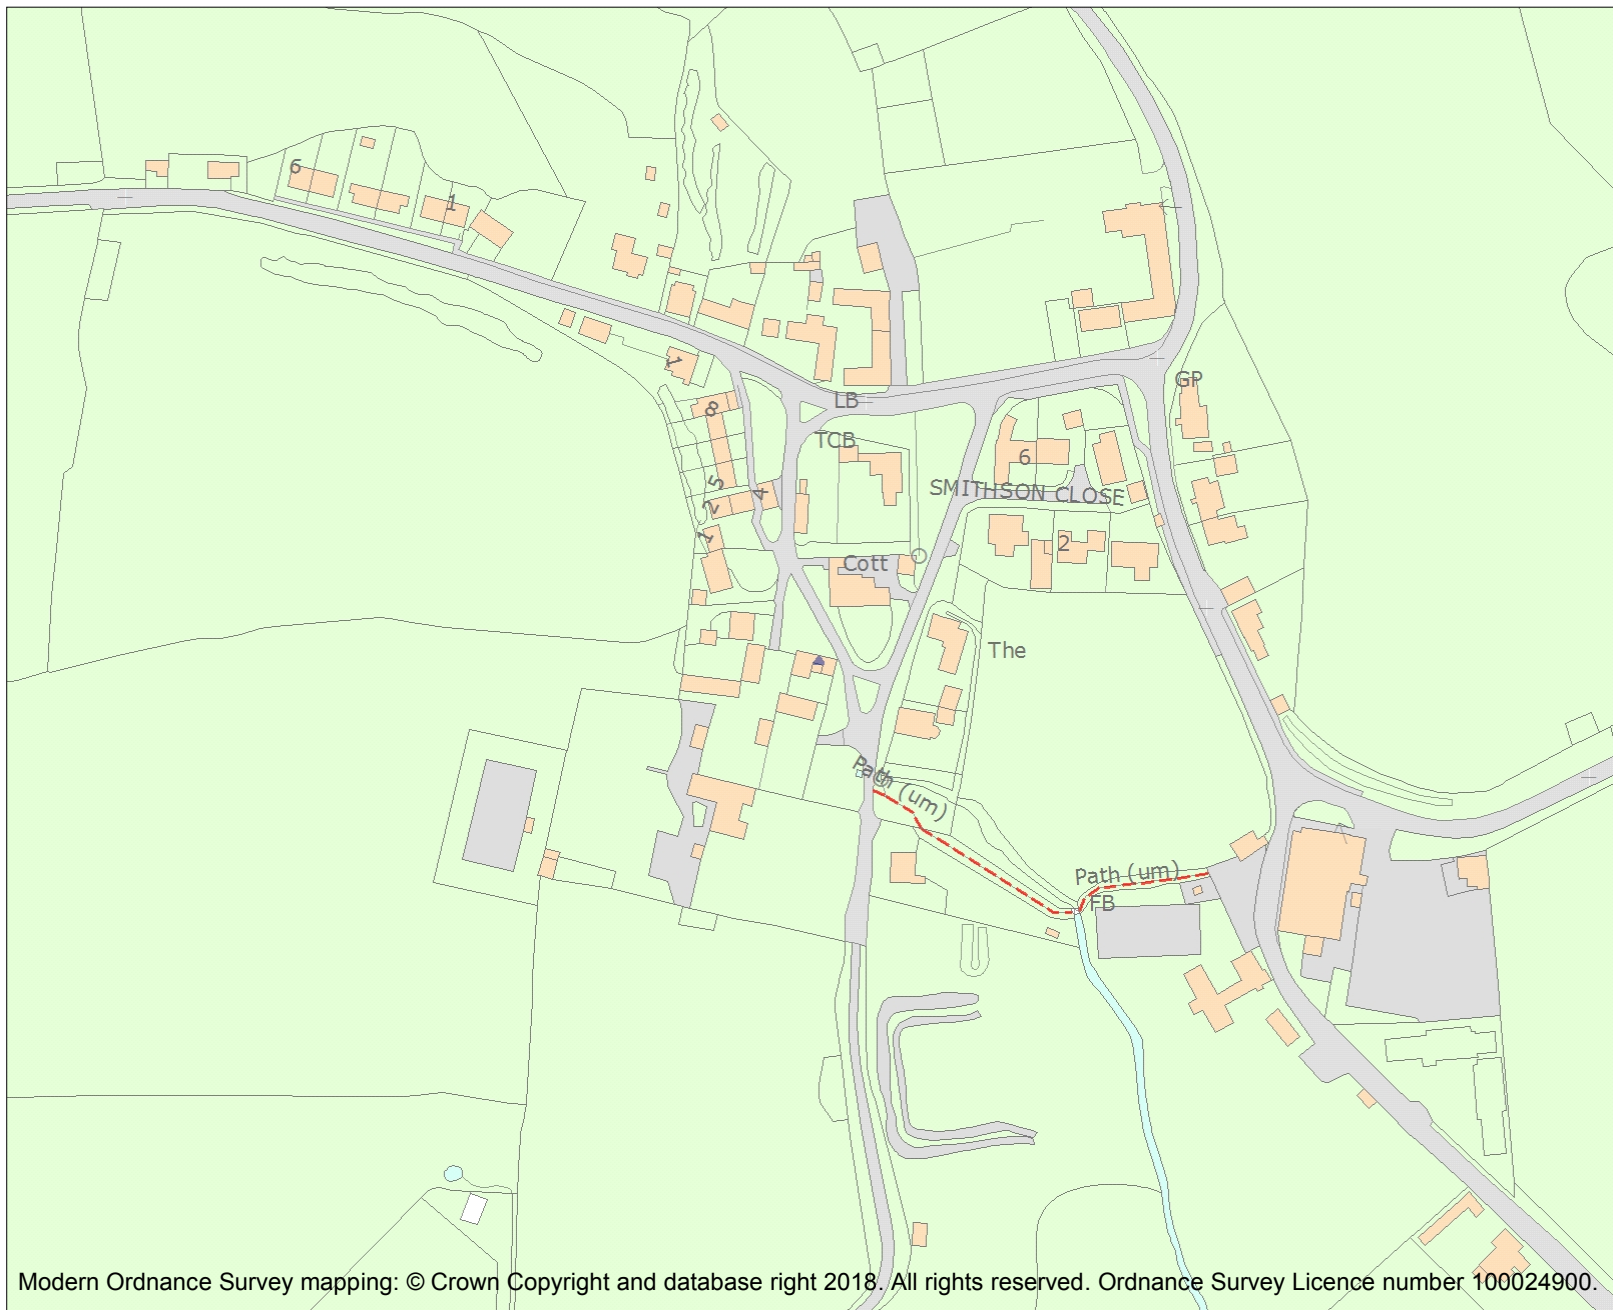 6
1
GP
LB
1
8
TCB
6
5
4
SMITHSON CLOSE
2
1
2
Cott
The
Path (um)
Path (um)
FB
Modern Ordnance Survey mapping: © Crown Copyright and database right 2018. All rights reserved. Ordnance Survey Licence number 100024900.